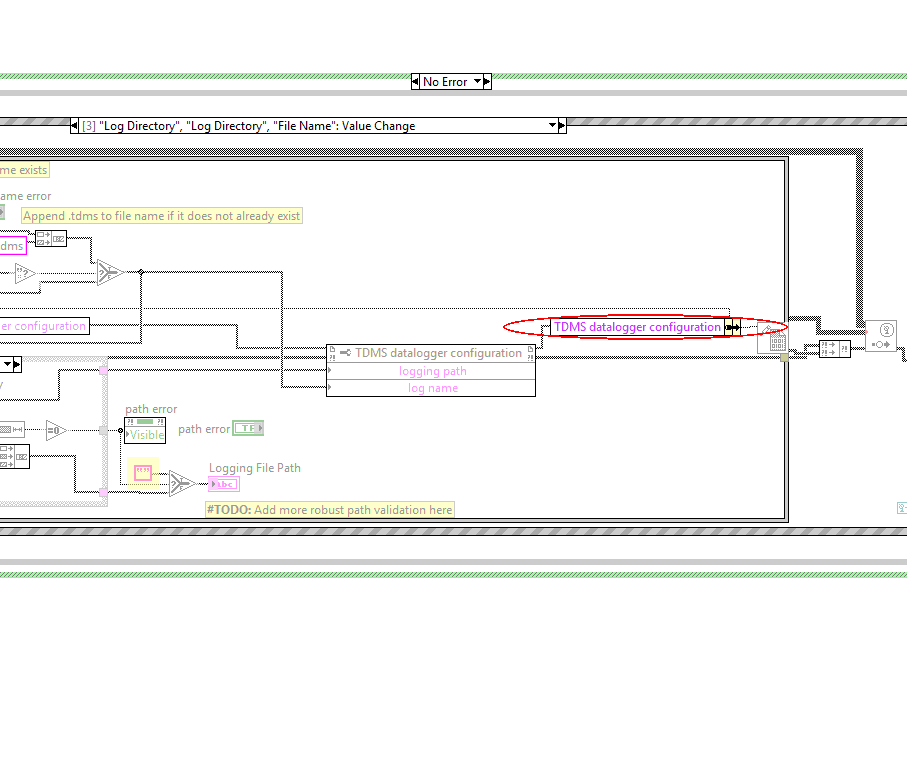 No Error
[3] "Log Directory", "Log Directory", "File Name": Value Change
me exists
ame error
Append .tdms to file name if it does not already exist
dms
er configuration
TDMS datalogger configuration
TDMS datalogger configuration
logging path
log name
path error
Visible
path error
TF
Logging File Path
abc
#TODO: Add more robust path validation here